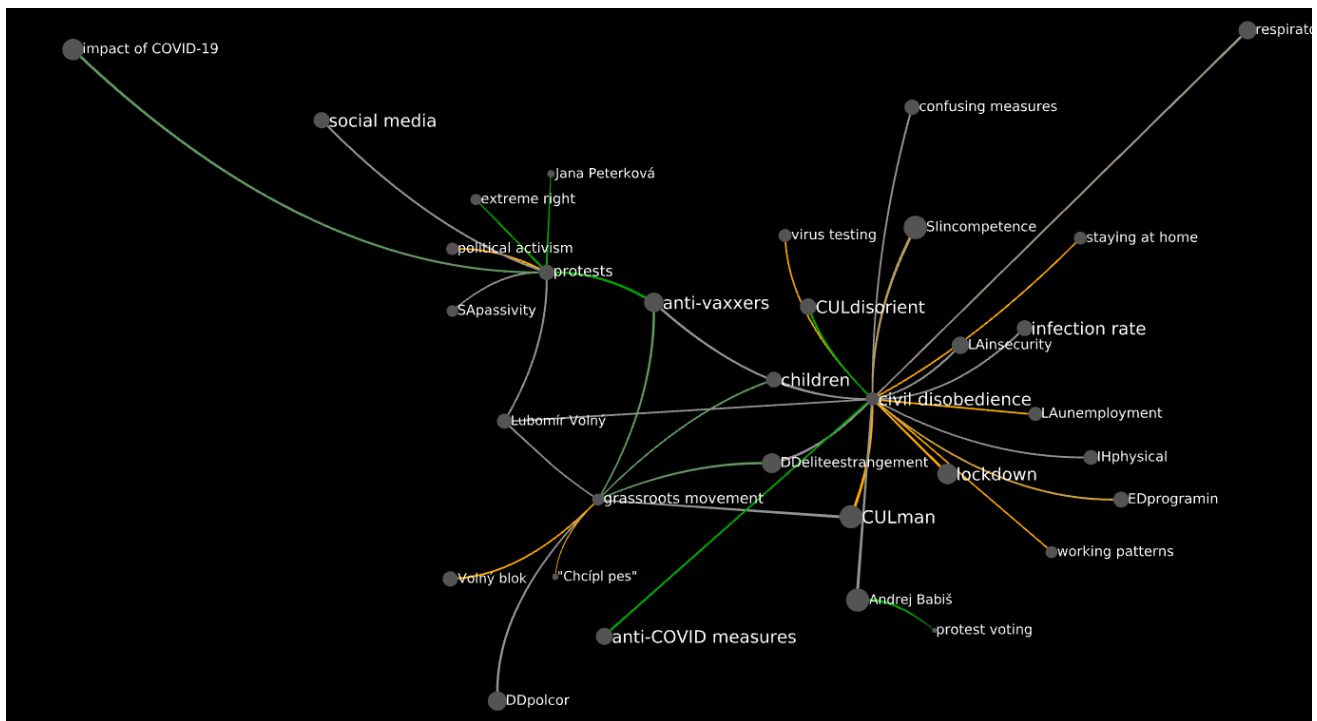 respirato
impact of COVID-19
confusing measures
social media
Jana Peterková
extreme right
SIincompetence
virus testing
staying at home
political activism
protests
anti-vaxxers
CULdisorient
SApassivity
infection rate
LAinsecurity
children
civil disobedience
LAunemployment
Lubomír Volný
IHphysical
DDeliteestrangement
lockdown
grassroots movement
EDprogramin
CULman
working patterns
Volný blok
"Chcípl pes"
Andrej Babiš
protest voting
anti-COVID measures
DDpolcor